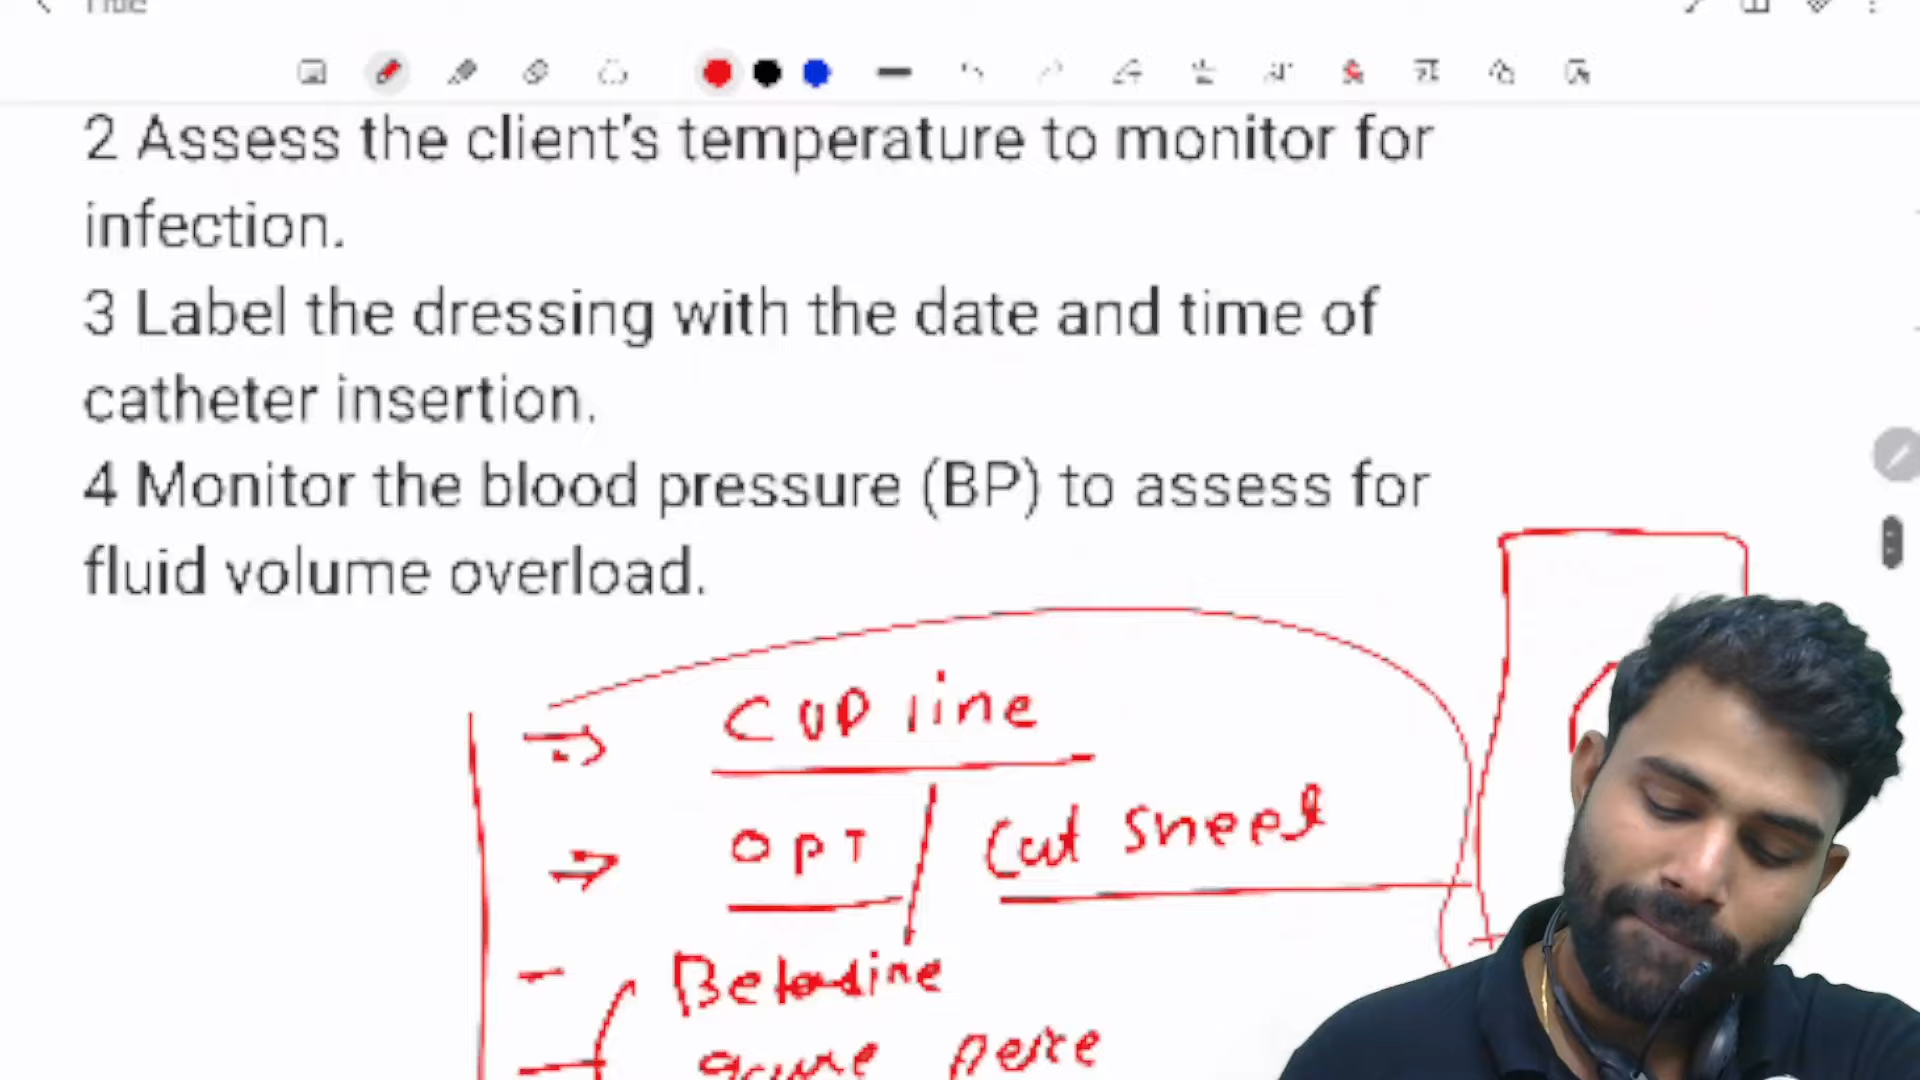 Title
2 Assess the client's temperature to monitor for
infection.
3 Label the dressing with the date and time of
catheter insertion.
4 Monitor the blood pressure (BP) to assess for
fluid volume overload.
CVP line
OPT / Cut sheet
Betadine